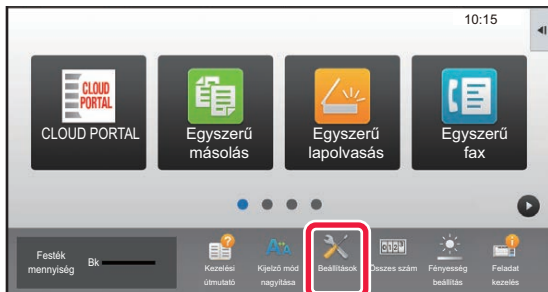 10:15
CLOUD
PORTAL
CLOUD PORTAL
Egyszerű
másolás
Egyszerű
lapolvasás
Egyszerű
fax
Festék
mennyiség
Bk
Kezelési
útmutató
Kijelző mód
nagyítása
Beállítások
Összes szám
Fényesség
beállítás
Feladat
kezelés